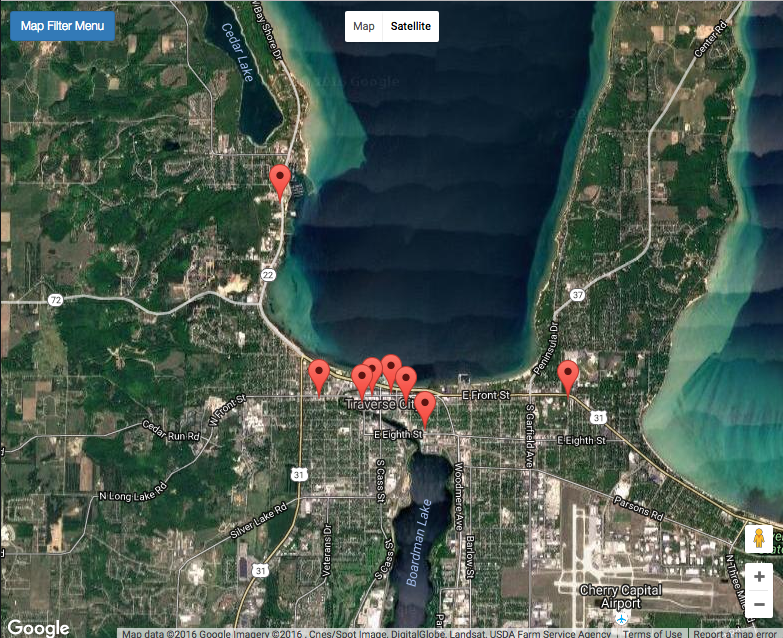 Map Filter Menu
Map Satellite
Cedar Lake
Bay Shore Dr
Center Rd
2016 Google
22
72
37
Peninsula Dr
W Front St
Traverse Cit
E Front St
31
Cedar Run Rd
E Eighth St
S Garfield Ave
E Eighth St
31
N Long Lake Rd
S Cass St
Woodmere Ave
Parsons Rd
Silver Lake Rd
Veterans Dr
Boardman Lake
Barlow St
S Cass St
31
N Three Mile
Cherry Capital
Airport
Google
Map data ©2016 Google Imagery ©2016 , Cnes/Spot Image, DigitalGlobe, Landsat, USDA Farm Service Agency
Terms of Use
Report a map error